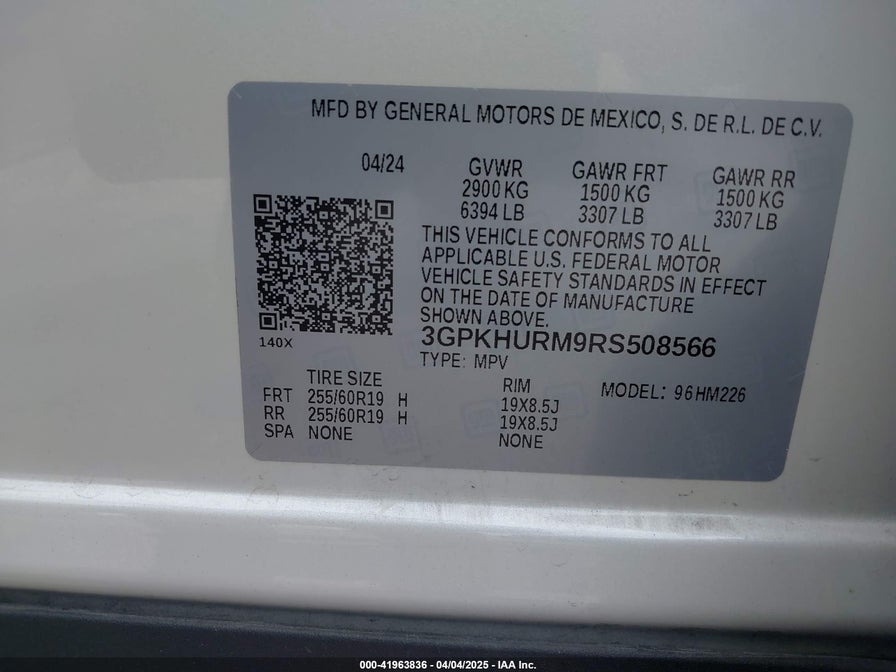 MFD BY GENERAL MOTORS DE MEXICO, S. DE R.L. DE C.V.
04/24 GVWR GAWR FRT GAWR RR
2900 KG 1500 KG 1500 KG
6394 LB 3307 LB 3307 LB
THIS VEHICLE CONFORMS TO ALL
APPLICABLE U.S. FEDERAL MOTOR
VEHICLE SAFETY STANDARDS IN EFFECT
ON THE DATE OF MANUFACTURE
SHOWN ABOVE.
140X
3GPKHURM9RS508566
TYPE: MPV
TIRE SIZE RIM MODEL: 96HM226
FRT 255/60R19 H 19X8.5J
RR 255/60R19 H 19X8.5J
SPA NONE NONE
000-41963836 - 04/04/2025 - IAA Inc.